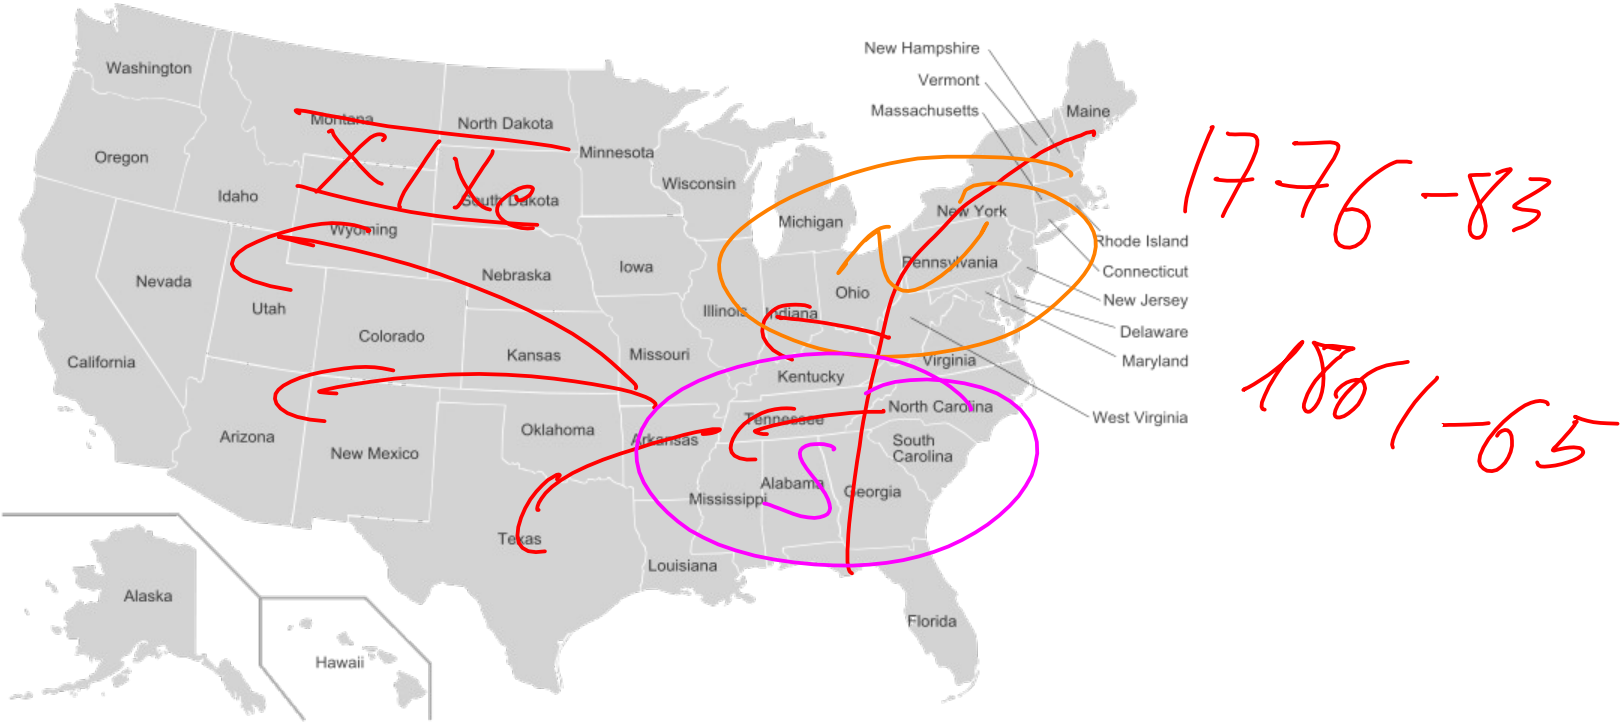 New Hampshire
Vermont
Massachusetts
Maine
Washington
Montana
North Dakota
Minnesota
Oregon
Idaho
XIXe
South Dakota
Wisconsin
Michigan
New York
1776-83
Wyoming
Rhode Island
Connecticut
New Jersey
Delaware
Maryland
Nevada
Utah
Nebraska
Iowa
Illinois
Indiana
Ohio
N
Pennsylvania
California
Colorado
Kansas
Missouri
Kentucky
Virginia
1861-65
West Virginia
Arizona
New Mexico
Oklahoma
Arkansas
Tennessee
North Carolina
South
Carolina
Mississippi
Alabama
S
Georgia
Texas
Louisiana
Florida
Alaska
Hawaii